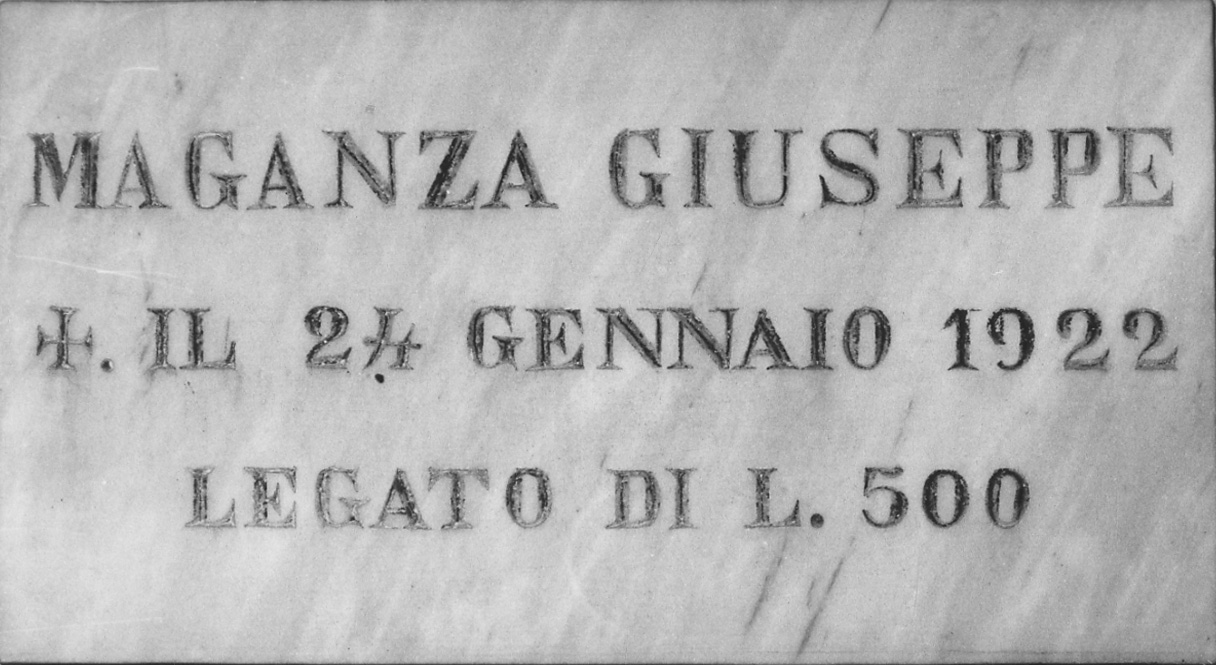 MAGANZA GIUSEPPE
✠. IL 24 GENNAIO 1922
LEGATO DI L. 500